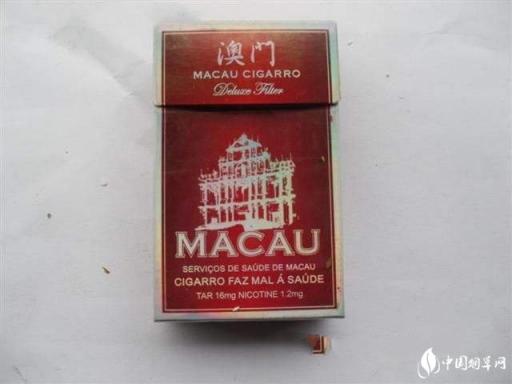 澳門
MACAU CIGARRO
Deluxe Filter
MACAU
SERVIÇOS DE SAÚDE DE MACAU
CIGARRO FAZ MAL Á SAÚDE
TAR 16mg NICOTINE 1.2mg
中国烟草网